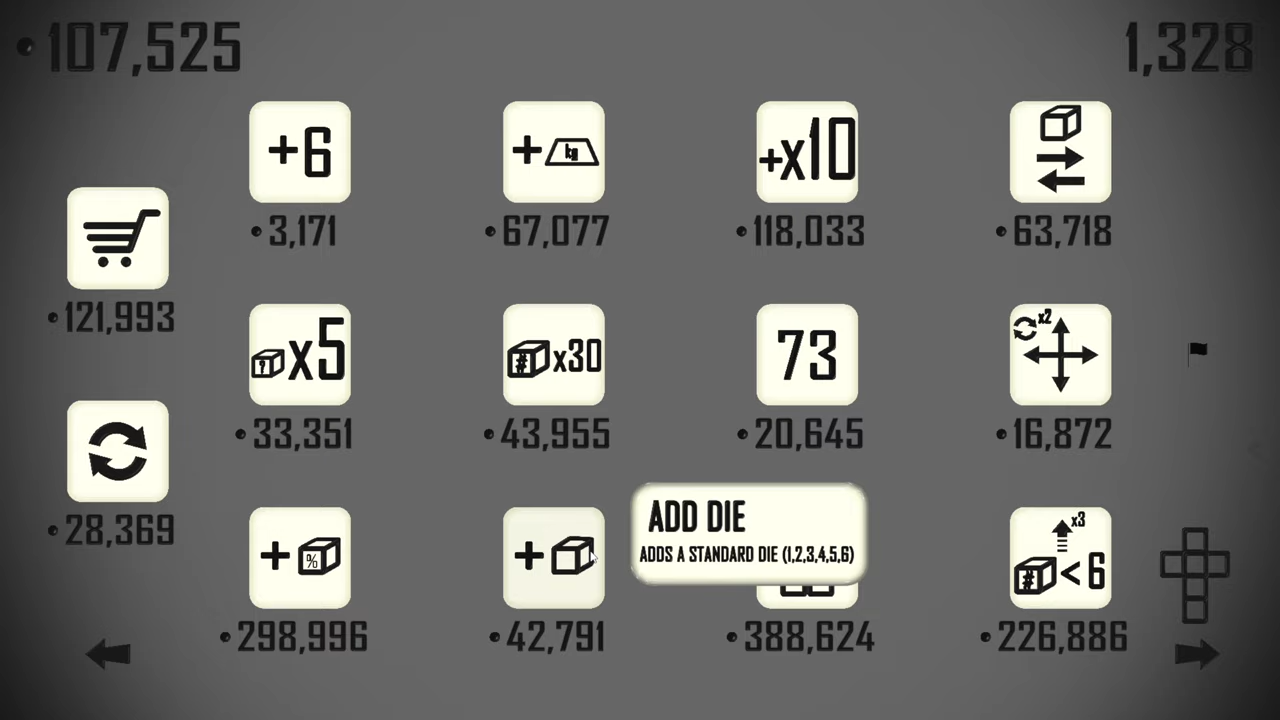 107,525
1,328
+6
+kg
+x10
3,171
67,077
118,033
63,718
121,993
? x5
# x30
73
x2
33,351
43,955
20,645
16,872
28,369
ADD DIE
ADDS A STANDARD DIE (1,2,3,4,5,6)
+ %
+
x3
# < 6
298,996
42,791
388,624
226,886